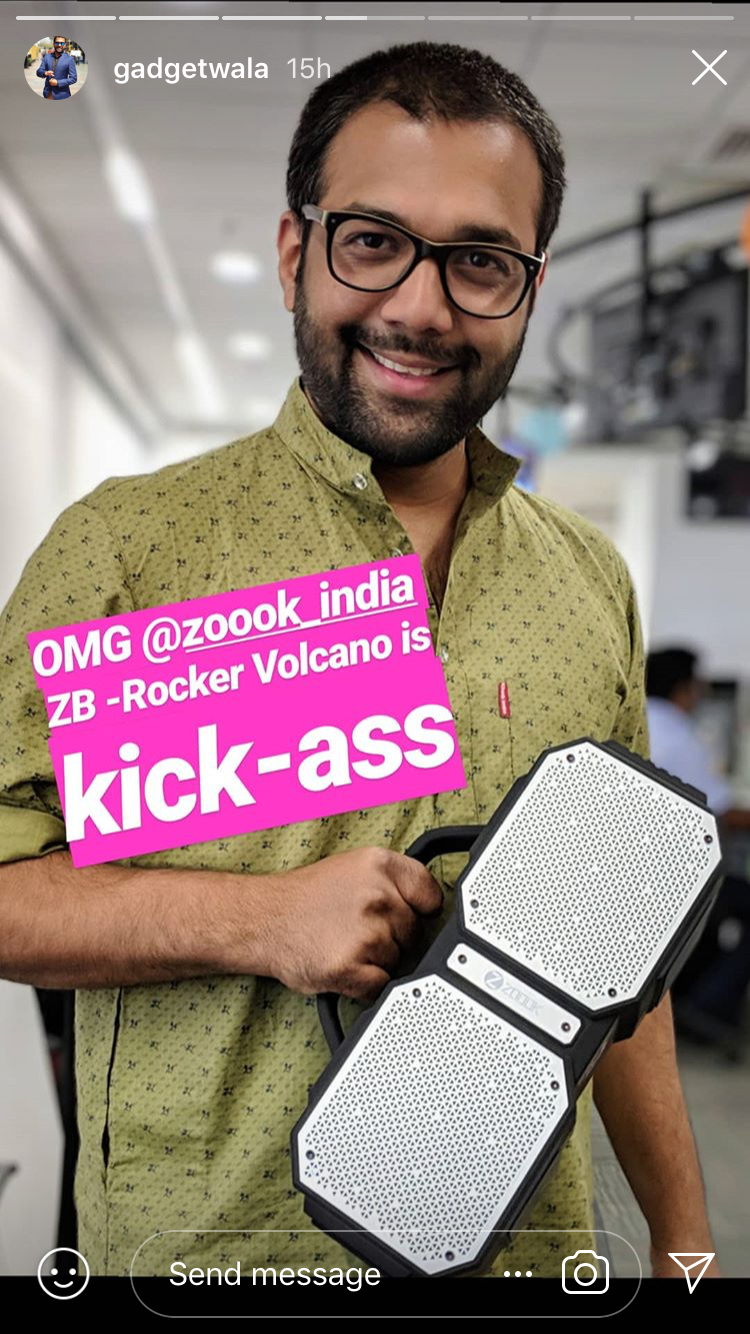 gadgetwala 15h
OMG @zoook_india
ZB -Rocker Volcano is
kick-ass
ZOOOK
Send message